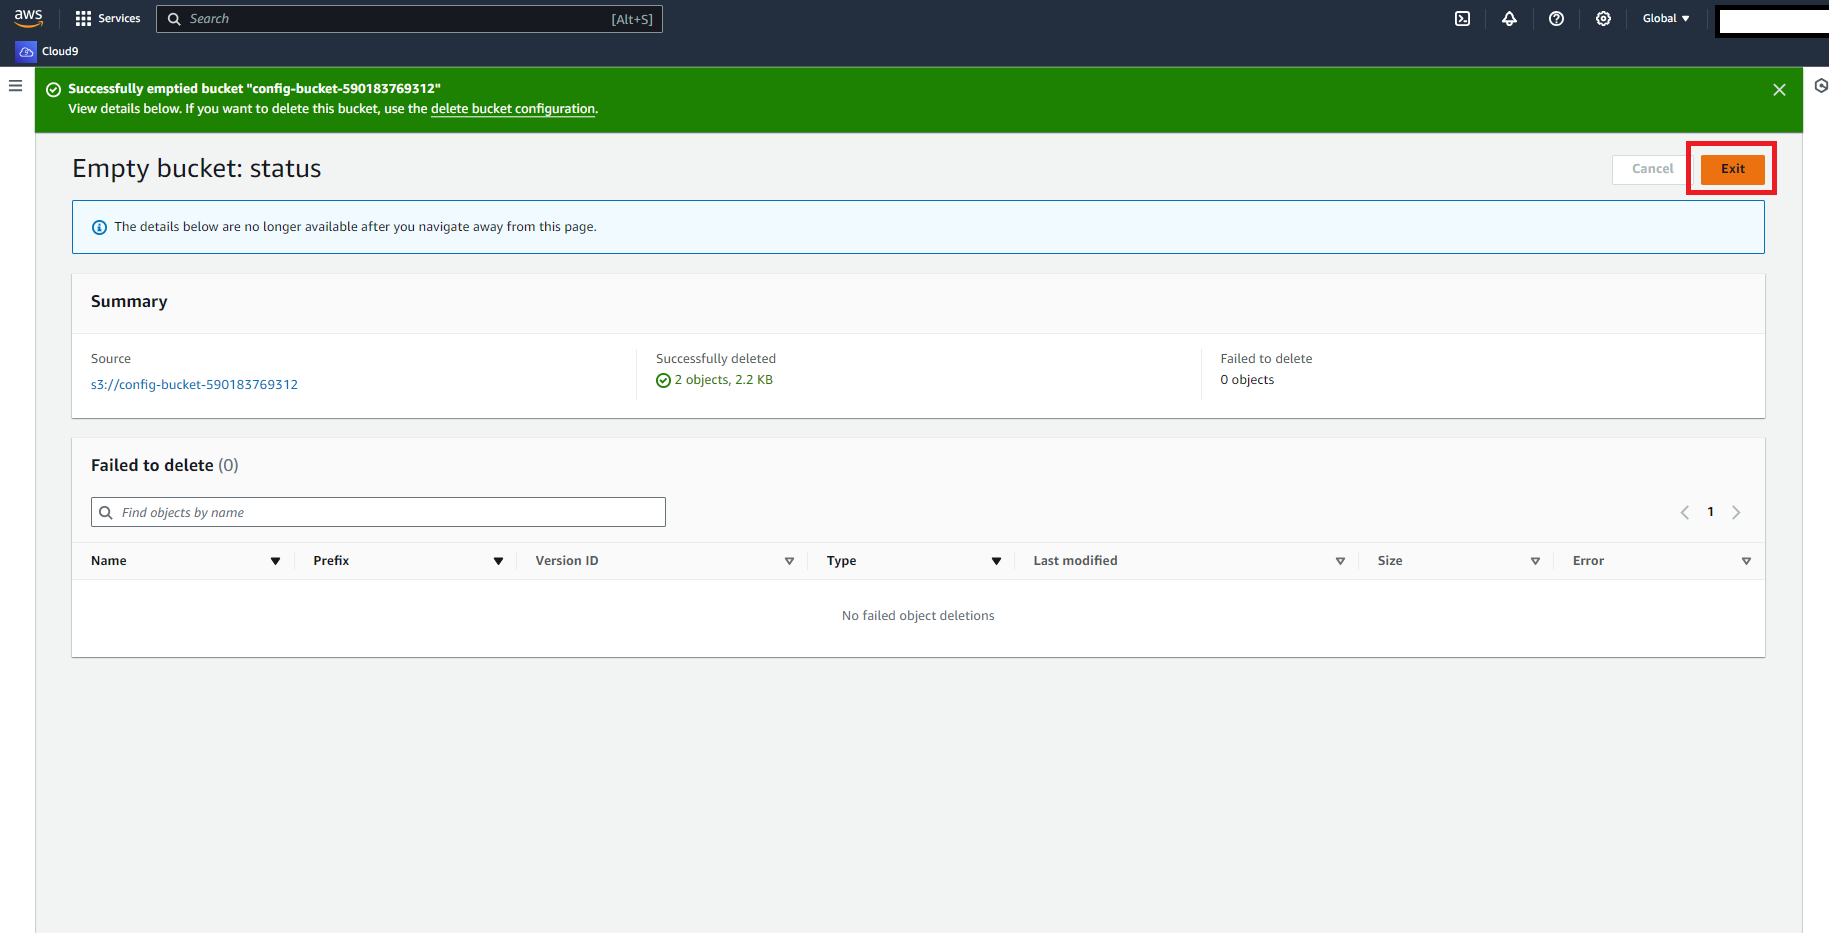 aws
Services
Search
[Alt+S]
Global
Cloud9
Successfully emptied bucket "config-bucket-590183769312"
View details below. If you want to delete this bucket, use the delete bucket configuration.
Empty bucket: status
Cancel
Exit
The details below are no longer available after you navigate away from this page.
Summary
Source
s3://config-bucket-590183769312
Successfully deleted
2 objects, 2.2 KB
Failed to delete
0 objects
Failed to delete (0)
Find objects by name
1
Name
Prefix
Version ID
Type
Last modified
Size
Error
No failed object deletions